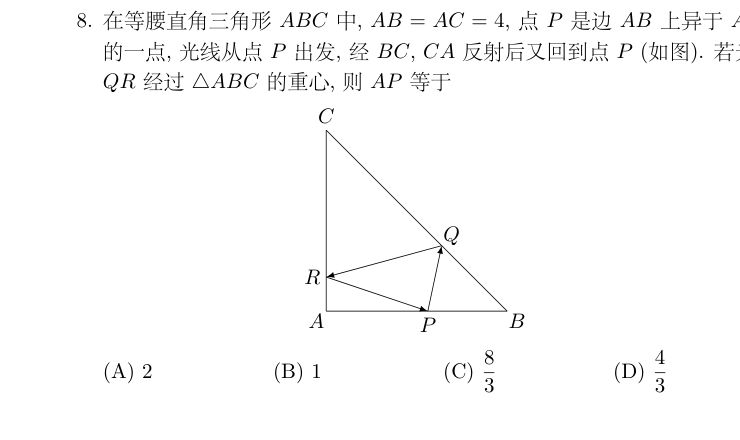 8. 在等腰直角三角形 ABC 中, AB = AC = 4, 点 P 是边 AB 上异于
的一点, 光线从点 P 出发, 经 BC, CA 反射后又回到点 P (如图). 若
QR 经过 △ABC 的重心, 则 AP 等于
C
Q
R
A
P
B
(A) 2 (B) 1 (C) 8/3 (D) 4/3